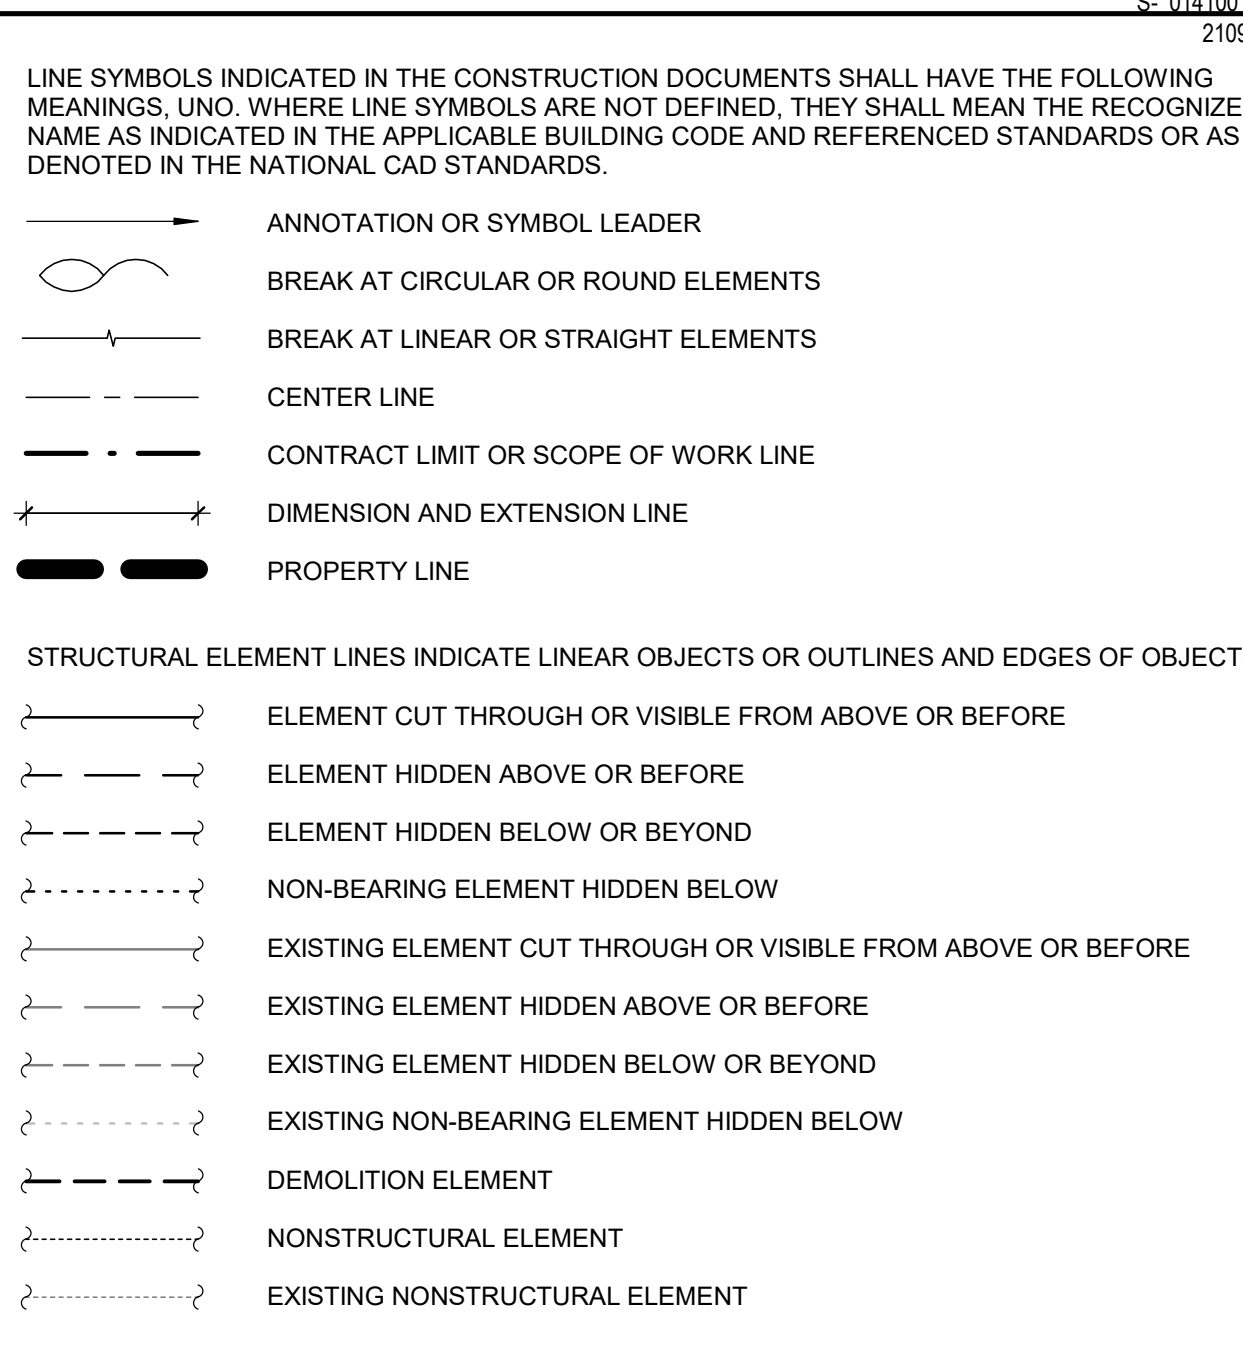 S- 014100
2109
LINE SYMBOLS INDICATED IN THE CONSTRUCTION DOCUMENTS SHALL HAVE THE FOLLOWING
MEANINGS, UNO. WHERE LINE SYMBOLS ARE NOT DEFINED, THEY SHALL MEAN THE RECOGNIZE
NAME AS INDICATED IN THE APPLICABLE BUILDING CODE AND REFERENCED STANDARDS OR AS
DENOTED IN THE NATIONAL CAD STANDARDS.
ANNOTATION OR SYMBOL LEADER
BREAK AT CIRCULAR OR ROUND ELEMENTS
BREAK AT LINEAR OR STRAIGHT ELEMENTS
CENTER LINE
CONTRACT LIMIT OR SCOPE OF WORK LINE
DIMENSION AND EXTENSION LINE
PROPERTY LINE
STRUCTURAL ELEMENT LINES INDICATE LINEAR OBJECTS OR OUTLINES AND EDGES OF OBJECT
ELEMENT CUT THROUGH OR VISIBLE FROM ABOVE OR BEFORE
ELEMENT HIDDEN ABOVE OR BEFORE
ELEMENT HIDDEN BELOW OR BEYOND
NON-BEARING ELEMENT HIDDEN BELOW
EXISTING ELEMENT CUT THROUGH OR VISIBLE FROM ABOVE OR BEFORE
EXISTING ELEMENT HIDDEN ABOVE OR BEFORE
EXISTING ELEMENT HIDDEN BELOW OR BEYOND
EXISTING NON-BEARING ELEMENT HIDDEN BELOW
DEMOLITION ELEMENT
NONSTRUCTURAL ELEMENT
EXISTING NONSTRUCTURAL ELEMENT